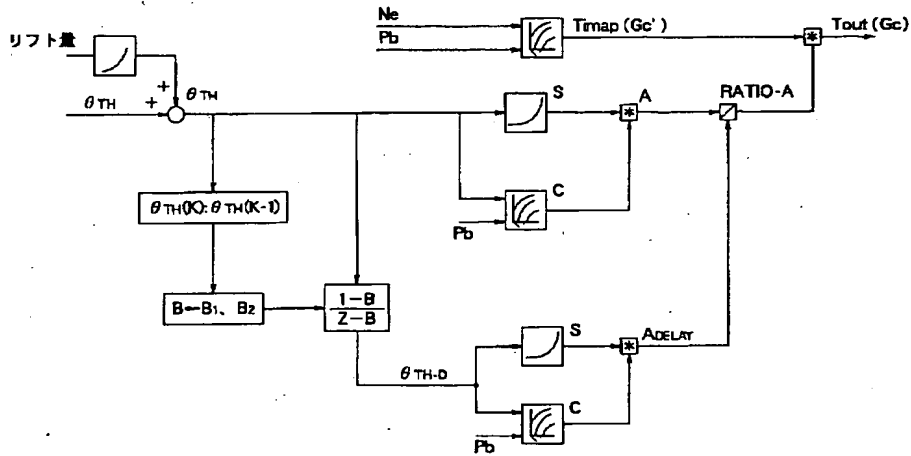 Ne
Pb
Timap (Gc')
Tout (Gc)
*
リフト量
+
θTH
+
θTH
S
A
*
RATIO-A
C
Pb
θTH(K):θTH(K-1)
B←B1、B2
1-B
Z-B
S
ADELAY
*
θTH-D
C
Pb